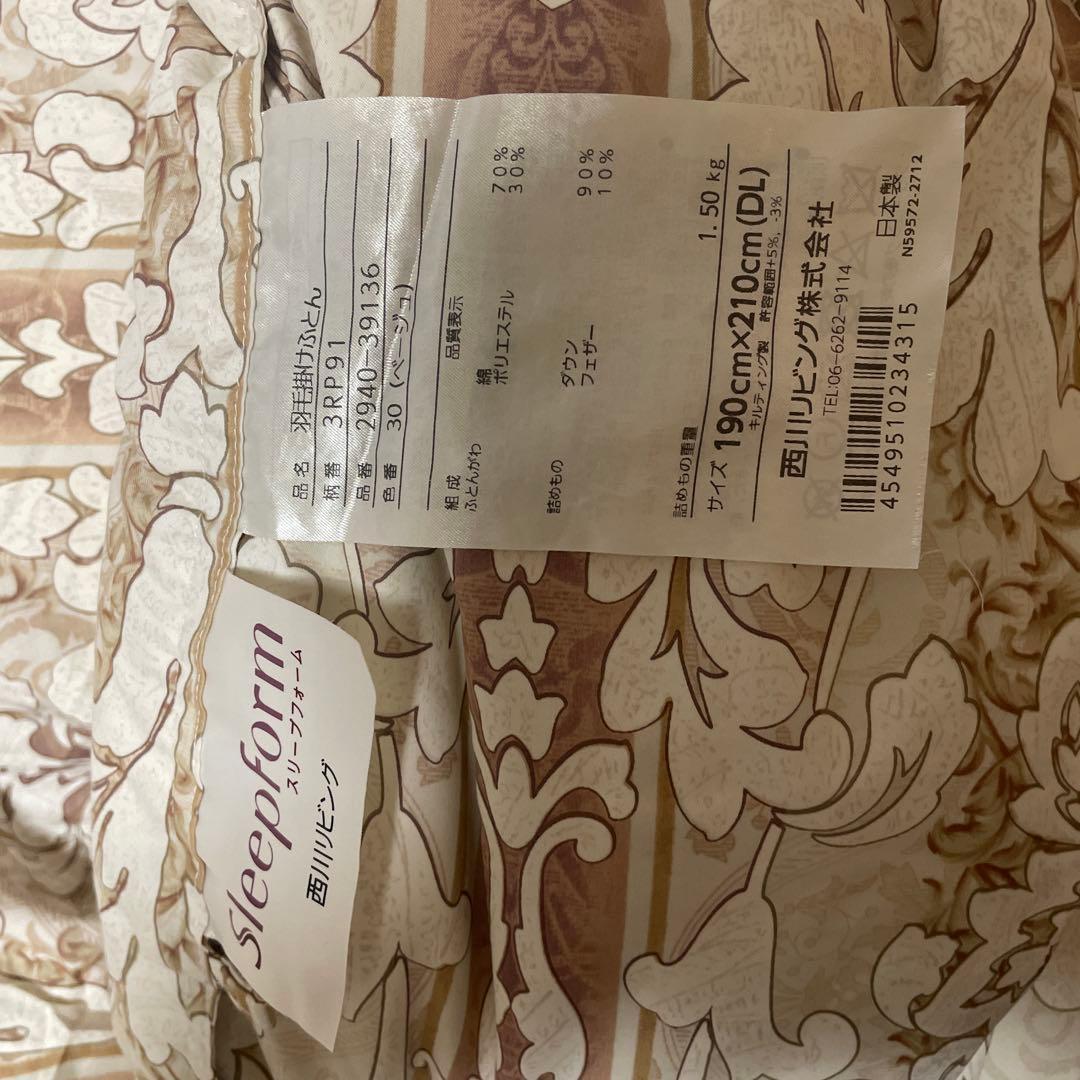 品名 羽毛掛けふとん
柄番 3RP91
品番 2940-39136
色番 30 (ベージュ)
品質表示
組成
ふとんがわ 綿 70%
ポリエステル 30%
詰めもの ダウン 90%
フェザー 10%
詰めもの重量 1.50kg
サイズ 190cm×210cm(DL)
キルティング製 許容範囲+5%, -3%
西川リビング株式会社
TEL:06-6262-9114
日本製
4549510234315
N59572-2712
sleepform
スリープフォーム
西川リビング